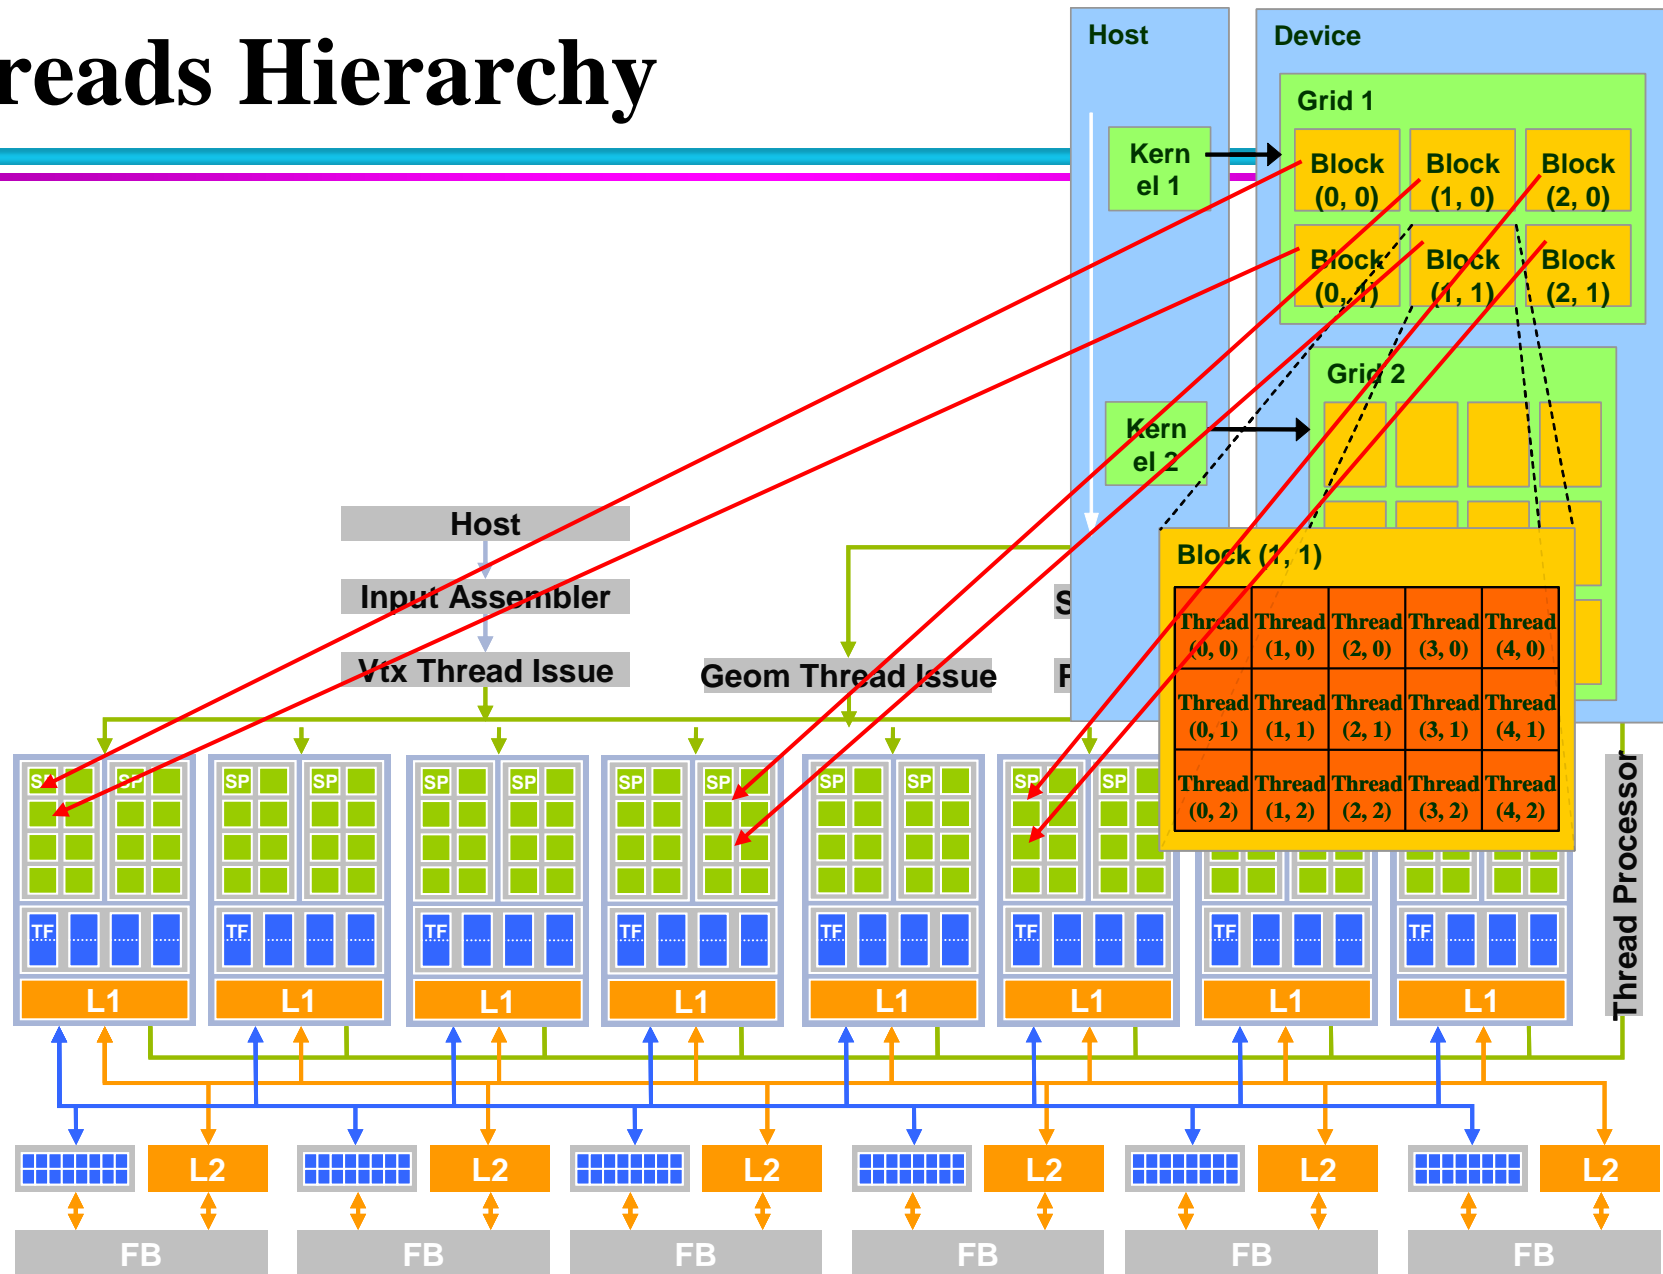 reads Hierarchy
Host
Device
Grid 1
Kern
el 1
Block
(0, 0)
Block
(1, 0)
Block
(2, 0)
Block
(0, 1)
Block
(1, 1)
Block
(2, 1)
Grid 2
Kern
el 2
Host
Input Assembler
Vtx Thread Issue
Geom Thread Issue
S
F
Block (1, 1)
Thread Thread Thread Thread Thread
(0, 0) (1, 0) (2, 0) (3, 0) (4, 0)
Thread Thread Thread Thread Thread
(0, 1) (1, 1) (2, 1) (3, 1) (4, 1)
Thread Thread Thread Thread Thread
(0, 2) (1, 2) (2, 2) (3, 2) (4, 2)
Thread Processor
SP SP SP SP SP SP SP SP SP SP SP SP
TF TF TF TF TF TF TF TF
L1 L1 L1 L1 L1 L1 L1 L1
L2 L2 L2 L2 L2 L2
FB FB FB FB FB FB